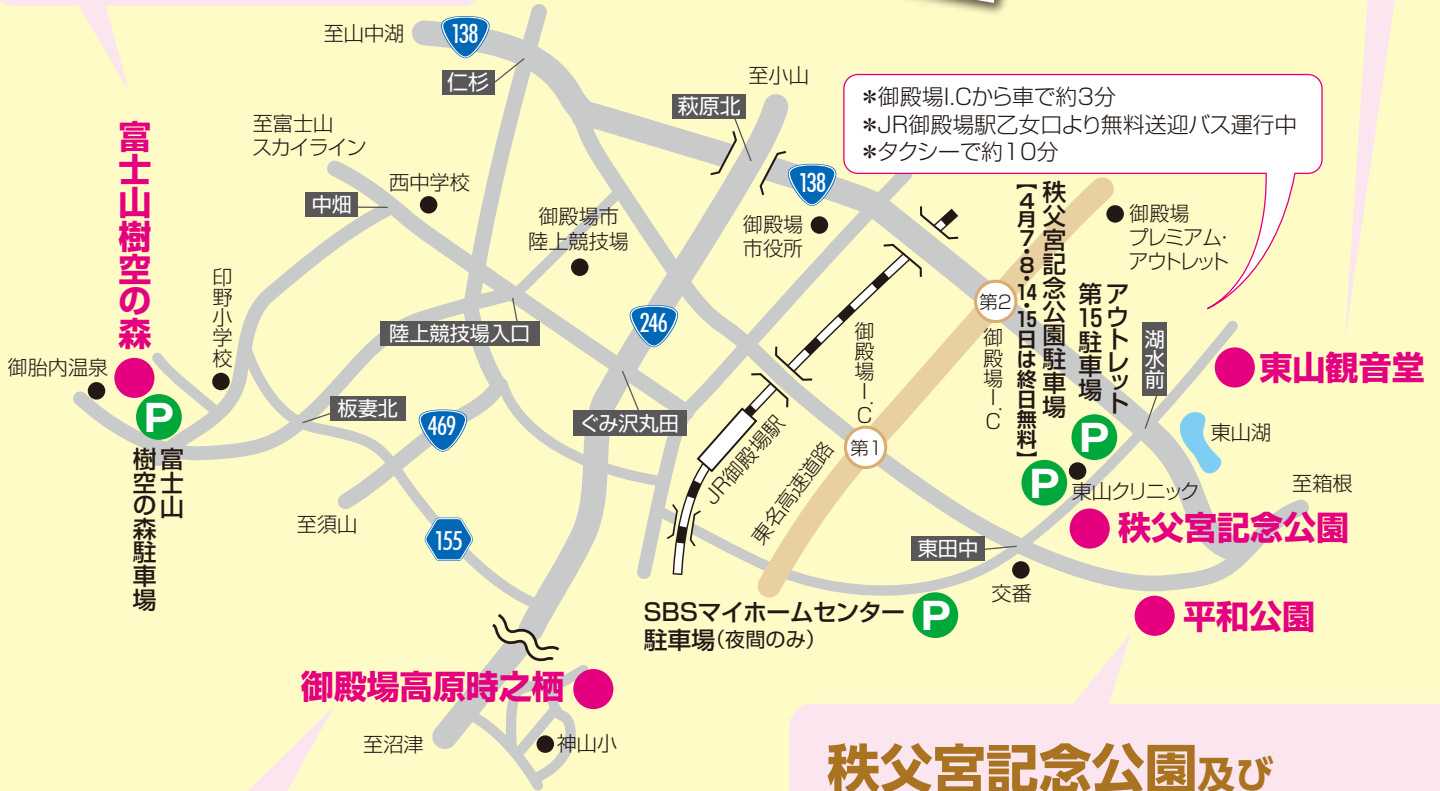 至山中湖
138
仁杉
至小山
萩原北
*御殿場I.Cから車で約3分
*JR御殿場駅乙女口より無料送迎バス運行中
*タクシーで約10分
富士山樹空の森
至富士山
スカイライン
中畑
西中学校
御殿場市
陸上競技場
御殿場
市役所
138
秩父宮記念公園駐車場
【4月7・8・14・15日は終日無料】
御殿場
プレミアム・
アウトレット
アウトレット
第15駐車場
湖水前
東山観音堂
東山湖
印野小学校
陸上競技場入口
246
第2
御殿場I.C
御殿場I.C
第1
御胎内温泉
P
富士山
樹空の森駐車場
板妻北
469
ぐみ沢丸田
JR御殿場駅
東名高速道路
P
P
東山クリニック
至箱根
秩父宮記念公園
至須山
155
東田中
交番
SBSマイホームセンター
駐車場(夜間のみ)
P
平和公園
御殿場高原時之栖
至沼津
神山小
秩父宮記念公園及び